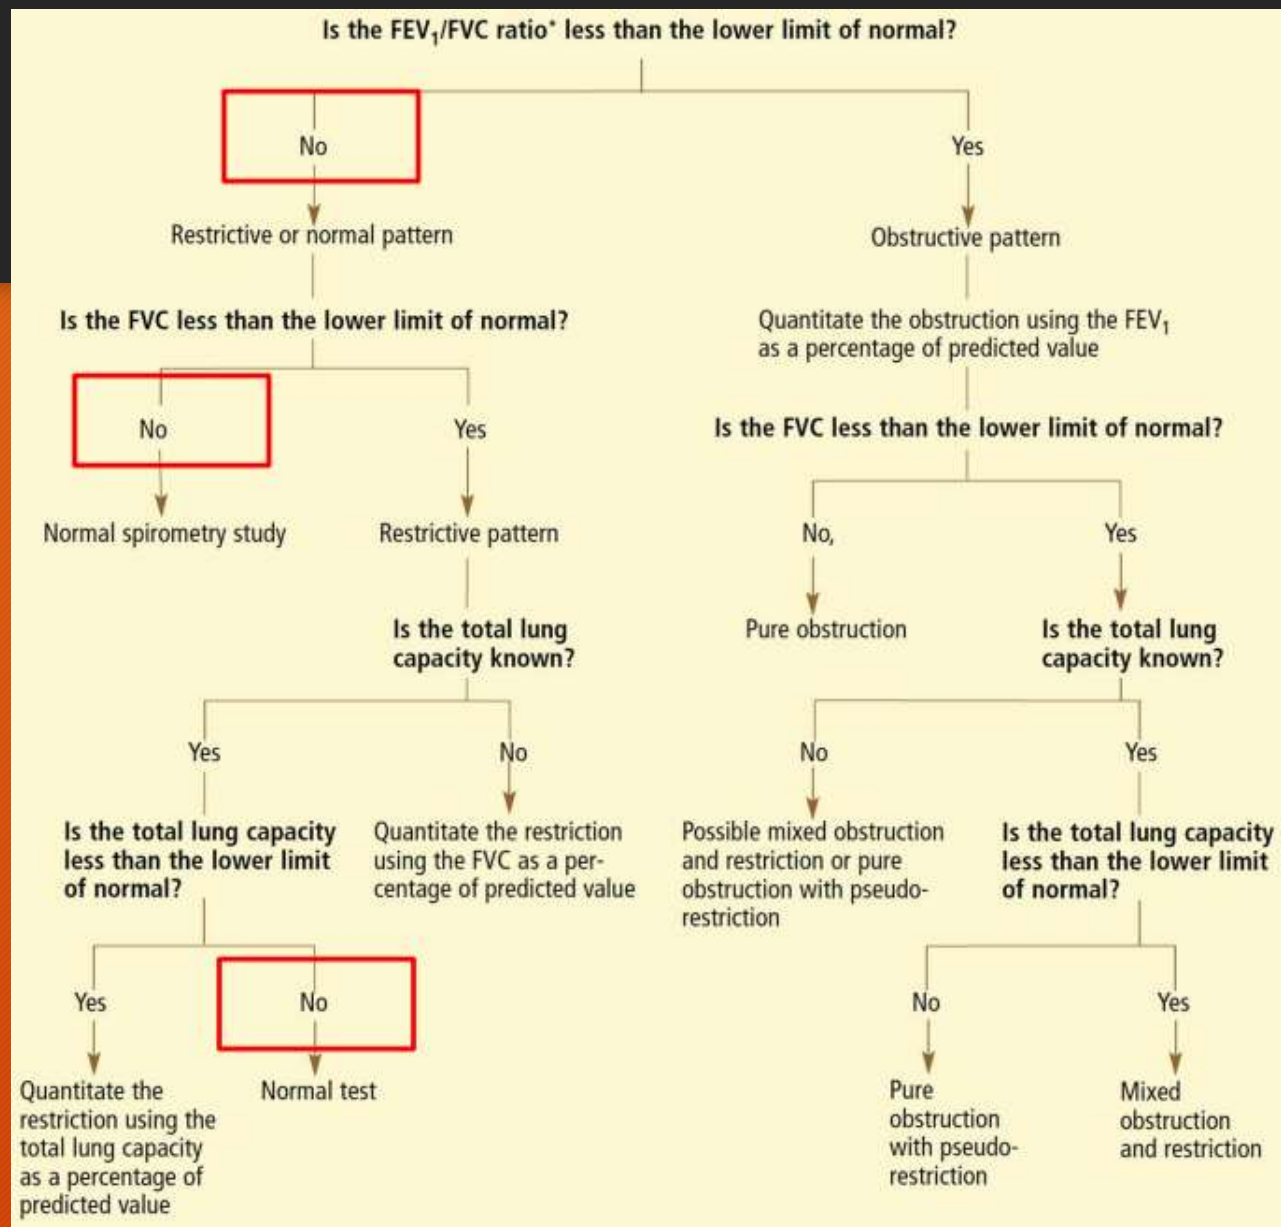 Is the FEV1/FVC ratio* less than the lower limit of normal?
No
Yes
Restrictive or normal pattern
Obstructive pattern
Is the FVC less than the lower limit of normal?
Quantitate the obstruction using the FEV1
as a percentage of predicted value
No
Yes
Is the FVC less than the lower limit of normal?
Normal spirometry study
Restrictive pattern
No,
Yes
Is the total lung
capacity known?
Pure obstruction
Is the total lung
capacity known?
Yes
No
No
Yes
Is the total lung capacity
less than the lower limit
of normal?
Quantitate the restriction
using the FVC as a per-
centage of predicted value
Possible mixed obstruction
and restriction or pure
obstruction with pseudo-
restriction
Is the total lung capacity
less than the lower limit
of normal?
Yes
No
No
Yes
Quantitate the
restriction using the
total lung capacity
as a percentage of
predicted value
Normal test
Pure
obstruction
with pseudo-
restriction
Mixed
obstruction
and restriction